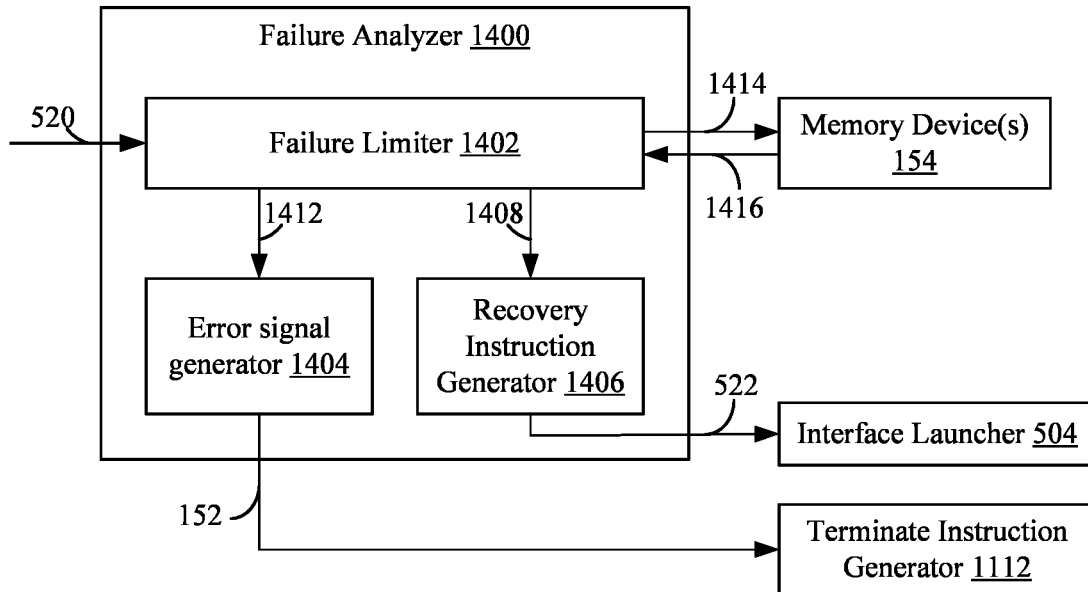 Failure Analyzer 1400
520
Failure Limiter 1402
1414
Memory Device(s)
154
1416
1412
1408
Error signal
generator 1404
Recovery
Instruction
Generator 1406
522
Interface Launcher 504
152
Terminate Instruction
Generator 1112